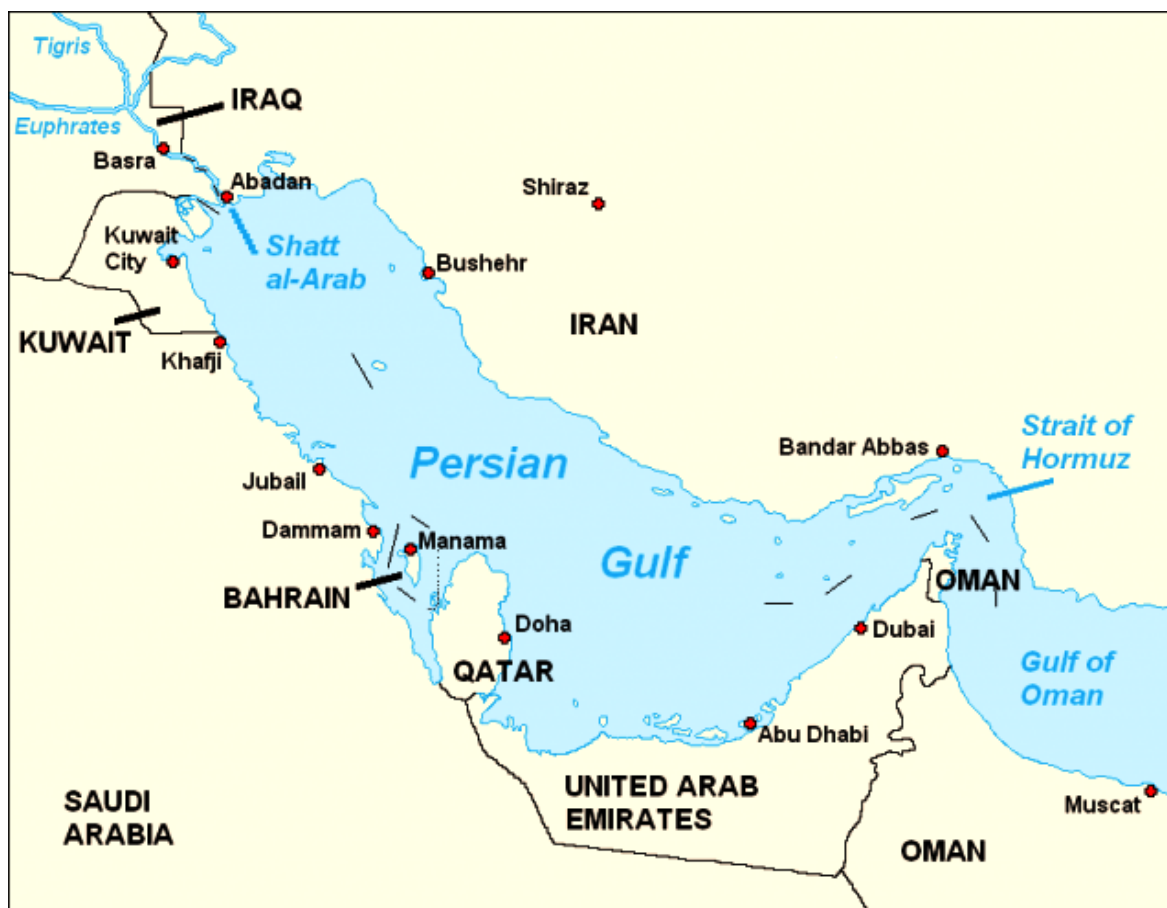 Tigris
IRAQ
Euphrates
Basra
Abadan
Shiraz
Kuwait
City
Shatt
al-Arab
Bushehr
IRAN
KUWAIT
Khafji
Strait of
Hormuz
Bandar Abbas
Persian
Jubail
Dammam
Manama
Gulf
OMAN
BAHRAIN
Doha
Dubai
QATAR
Gulf of
Oman
Abu Dhabi
UNITED ARAB
EMIRATES
SAUDI
ARABIA
Muscat
OMAN